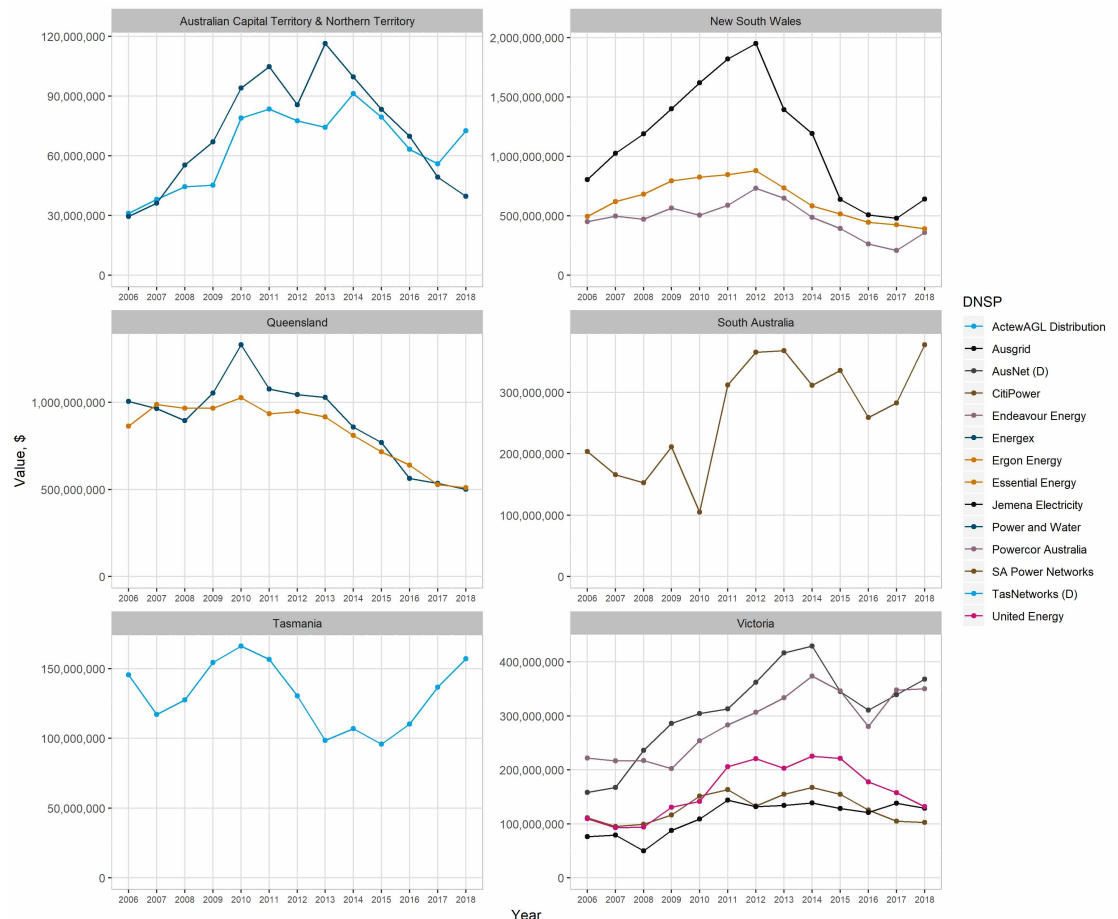 Australian Capital Territory & Northern Territory
120,000,000
90,000,000
60,000,000
30,000,000
0
2006 2007 2008 2009 2010 2011 2012 2013 2014 2015 2016 2017 2018
New South Wales
2,000,000,000
1,500,000,000
1,000,000,000
500,000,000
0
2006 2007 2008 2009 2010 2011 2012 2013 2014 2015 2016 2017 2018
Queensland
1,000,000,000
500,000,000
0
2006 2007 2008 2009 2010 2011 2012 2013 2014 2015 2016 2017 2018
South Australia
300,000,000
200,000,000
100,000,000
0
2006 2007 2008 2009 2010 2011 2012 2013 2014 2015 2016 2017 2018
Tasmania
150,000,000
100,000,000
50,000,000
0
2006 2007 2008 2009 2010 2011 2012 2013 2014 2015 2016 2017 2018
Victoria
400,000,000
300,000,000
200,000,000
100,000,000
0
2006 2007 2008 2009 2010 2011 2012 2013 2014 2015 2016 2017 2018
Value, $
Year
DNSP
ActewAGL Distribution
Ausgrid
AusNet (D)
CitiPower
Endeavour Energy
Energex
Ergon Energy
Essential Energy
Jemena Electricity
Power and Water
Powercor Australia
SA Power Networks
TasNetworks (D)
United Energy